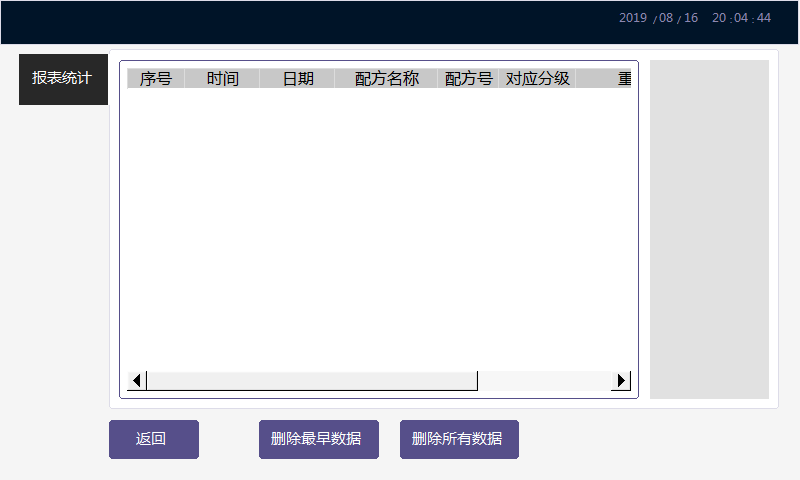 2019 / 08 / 16 20 : 04 : 44
报表统计
序号 时间 日期 配方名称 配方号 对应分级
返回 删除最早数据 删除所有数据